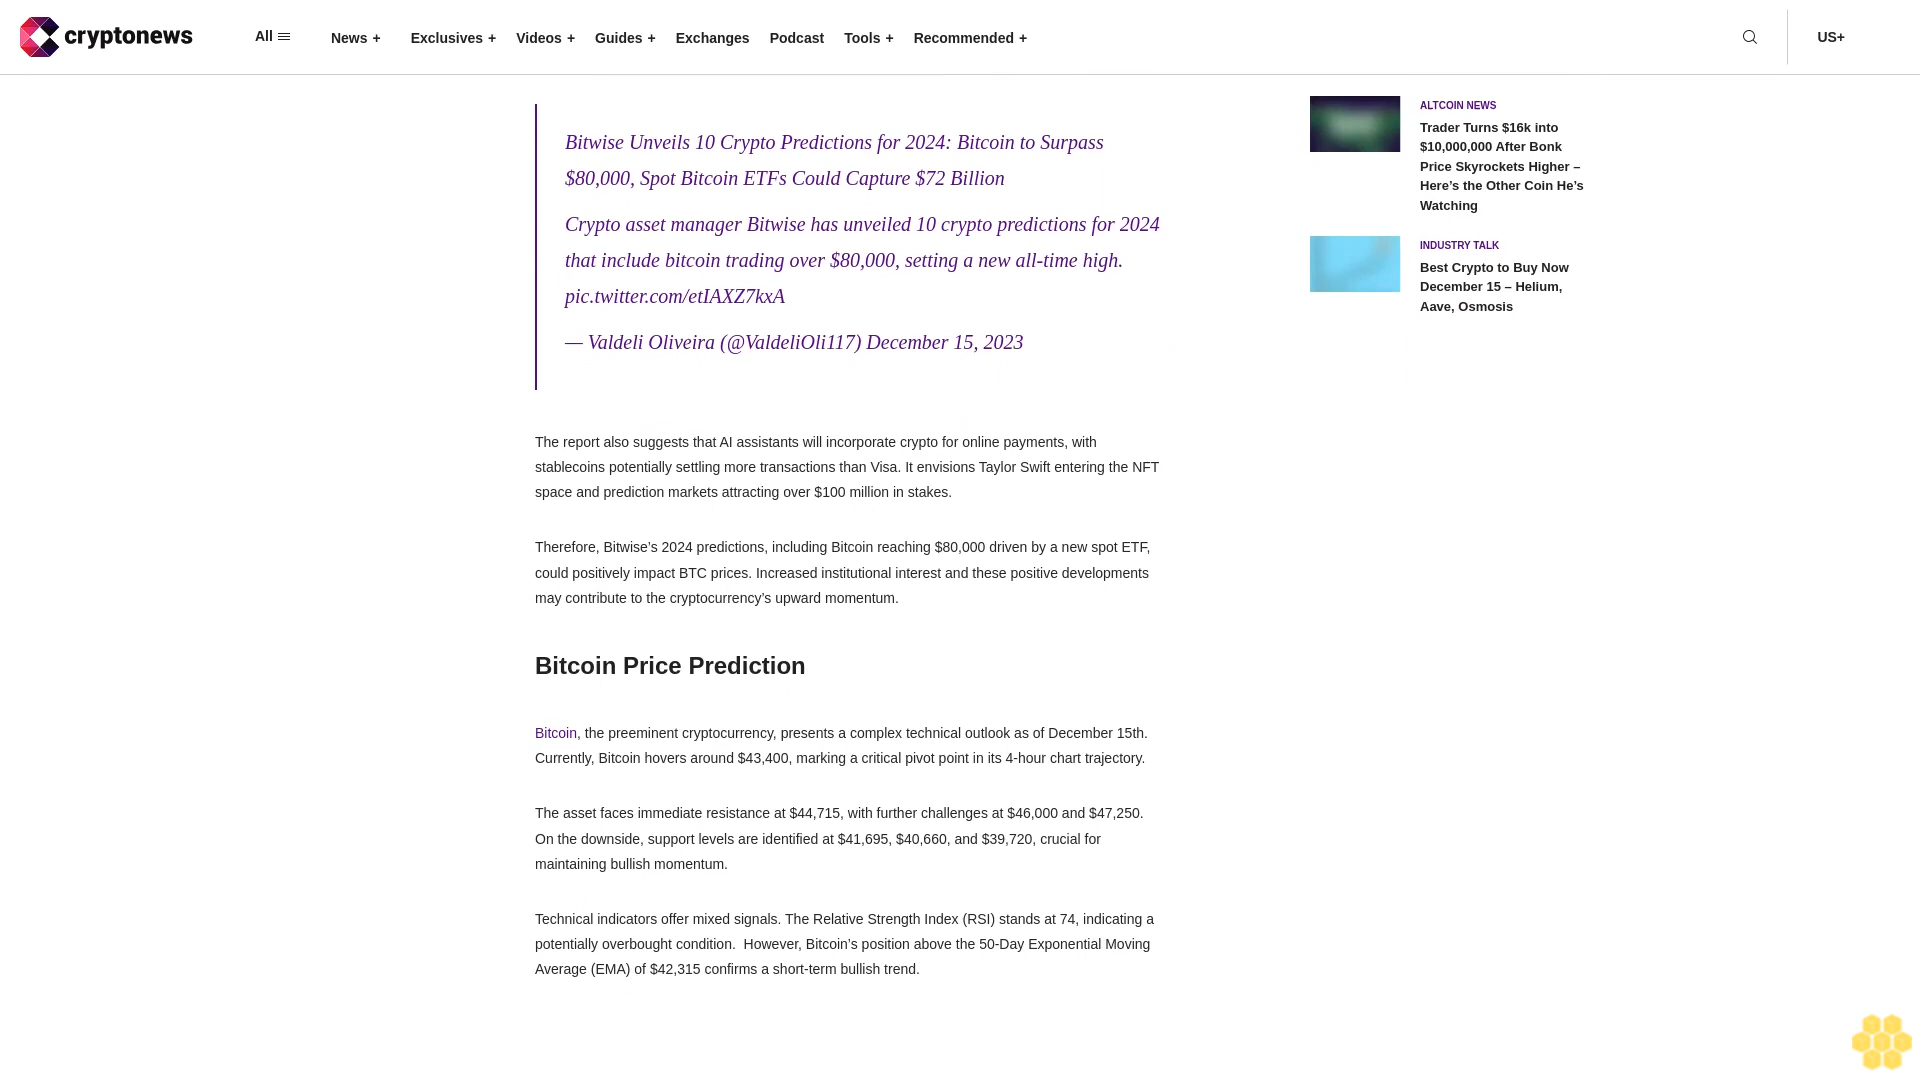 cryptonews
All
News +
Exclusives +
Videos +
Guides +
Exchanges
Podcast
Tools +
Recommended +
US+
Bitwise Unveils 10 Crypto Predictions for 2024: Bitcoin to Surpass
$80,000, Spot Bitcoin ETFs Could Capture $72 Billion
Crypto asset manager Bitwise has unveiled 10 crypto predictions for 2024
that include bitcoin trading over $80,000, setting a new all-time high.
pic.twitter.com/etIAXZ7kxA
— Valdeli Oliveira (@ValdeliOli117) December 15, 2023
The report also suggests that AI assistants will incorporate crypto for online payments, with
stablecoins potentially settling more transactions than Visa. It envisions Taylor Swift entering the NFT
space and prediction markets attracting over $100 million in stakes.
Therefore, Bitwise’s 2024 predictions, including Bitcoin reaching $80,000 driven by a new spot ETF,
could positively impact BTC prices. Increased institutional interest and these positive developments
may contribute to the cryptocurrency’s upward momentum.
Bitcoin Price Prediction
Bitcoin, the preeminent cryptocurrency, presents a complex technical outlook as of December 15th.
Currently, Bitcoin hovers around $43,400, marking a critical pivot point in its 4-hour chart trajectory.
The asset faces immediate resistance at $44,715, with further challenges at $46,000 and $47,250.
On the downside, support levels are identified at $41,695, $40,660, and $39,720, crucial for
maintaining bullish momentum.
Technical indicators offer mixed signals. The Relative Strength Index (RSI) stands at 74, indicating a
potentially overbought condition.  However, Bitcoin’s position above the 50-Day Exponential Moving
Average (EMA) of $42,315 confirms a short-term bullish trend.
ALTCOIN NEWS
Trader Turns $16k into
$10,000,000 After Bonk
Price Skyrockets Higher –
Here’s the Other Coin He’s
Watching
INDUSTRY TALK
Best Crypto to Buy Now
December 15 – Helium,
Aave, Osmosis